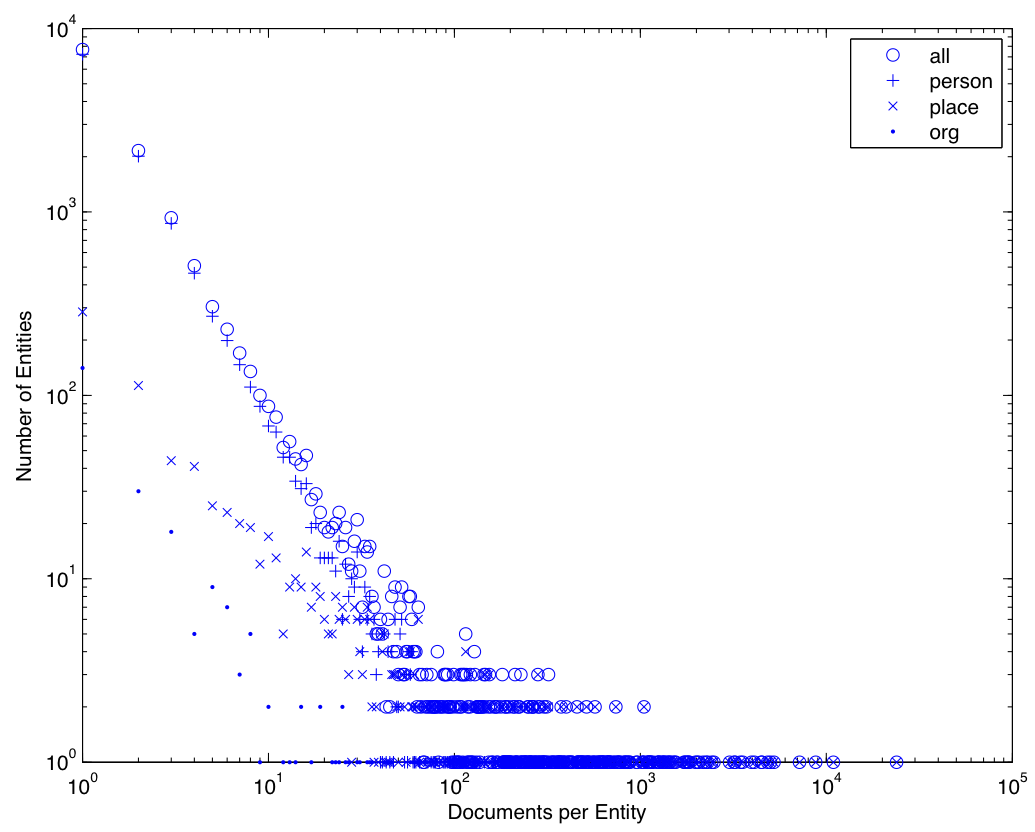 10^4
10^3
10^2
10^1
10^0
10^0 10^1 10^2 10^3 10^4 10^5
Number of Entities
Documents per Entity
all
person
place
org